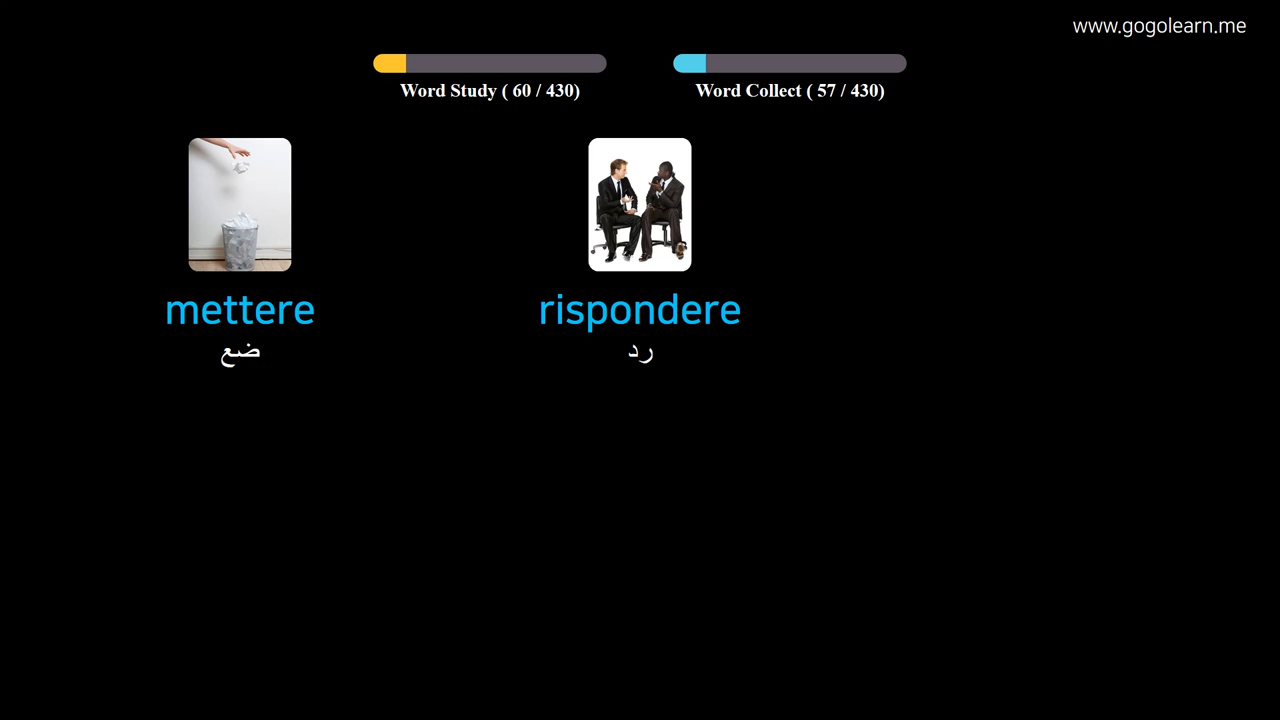 www.gogolearn.me
Word Study ( 60 / 430)
Word Collect ( 57 / 430)
mettere
ضع
rispondere
رد